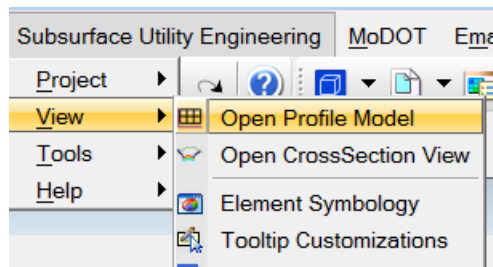 Subsurface Utility Engineering MoDOT
Project
View
Open Profile Model
Tools
Open CrossSection View
Help
Element Symbology
Tooltip Customizations